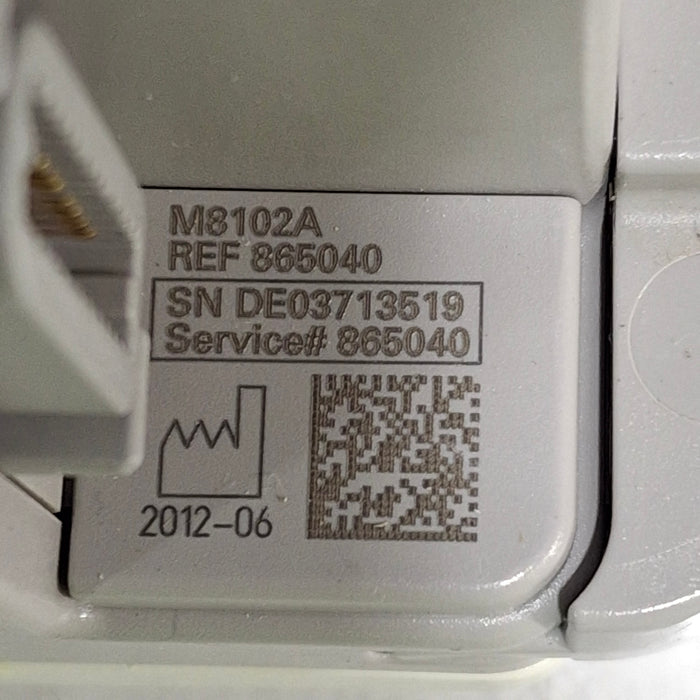 M8102A
REF 865040
SN DE03713519
Service# 865040
2012-06